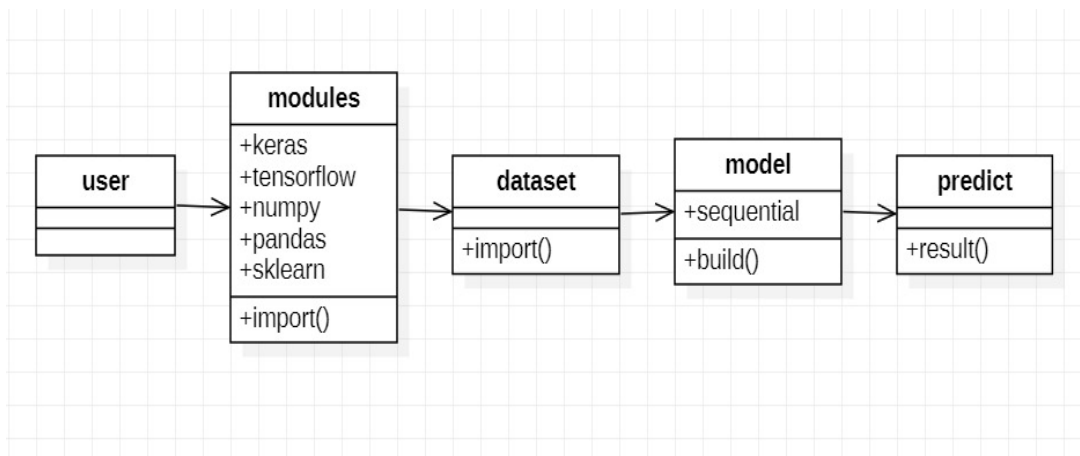 user
modules
+keras
+tensorflow
+numpy
+pandas
+sklearn
+import()
dataset
+import()
model
+sequential
+build()
predict
+result()